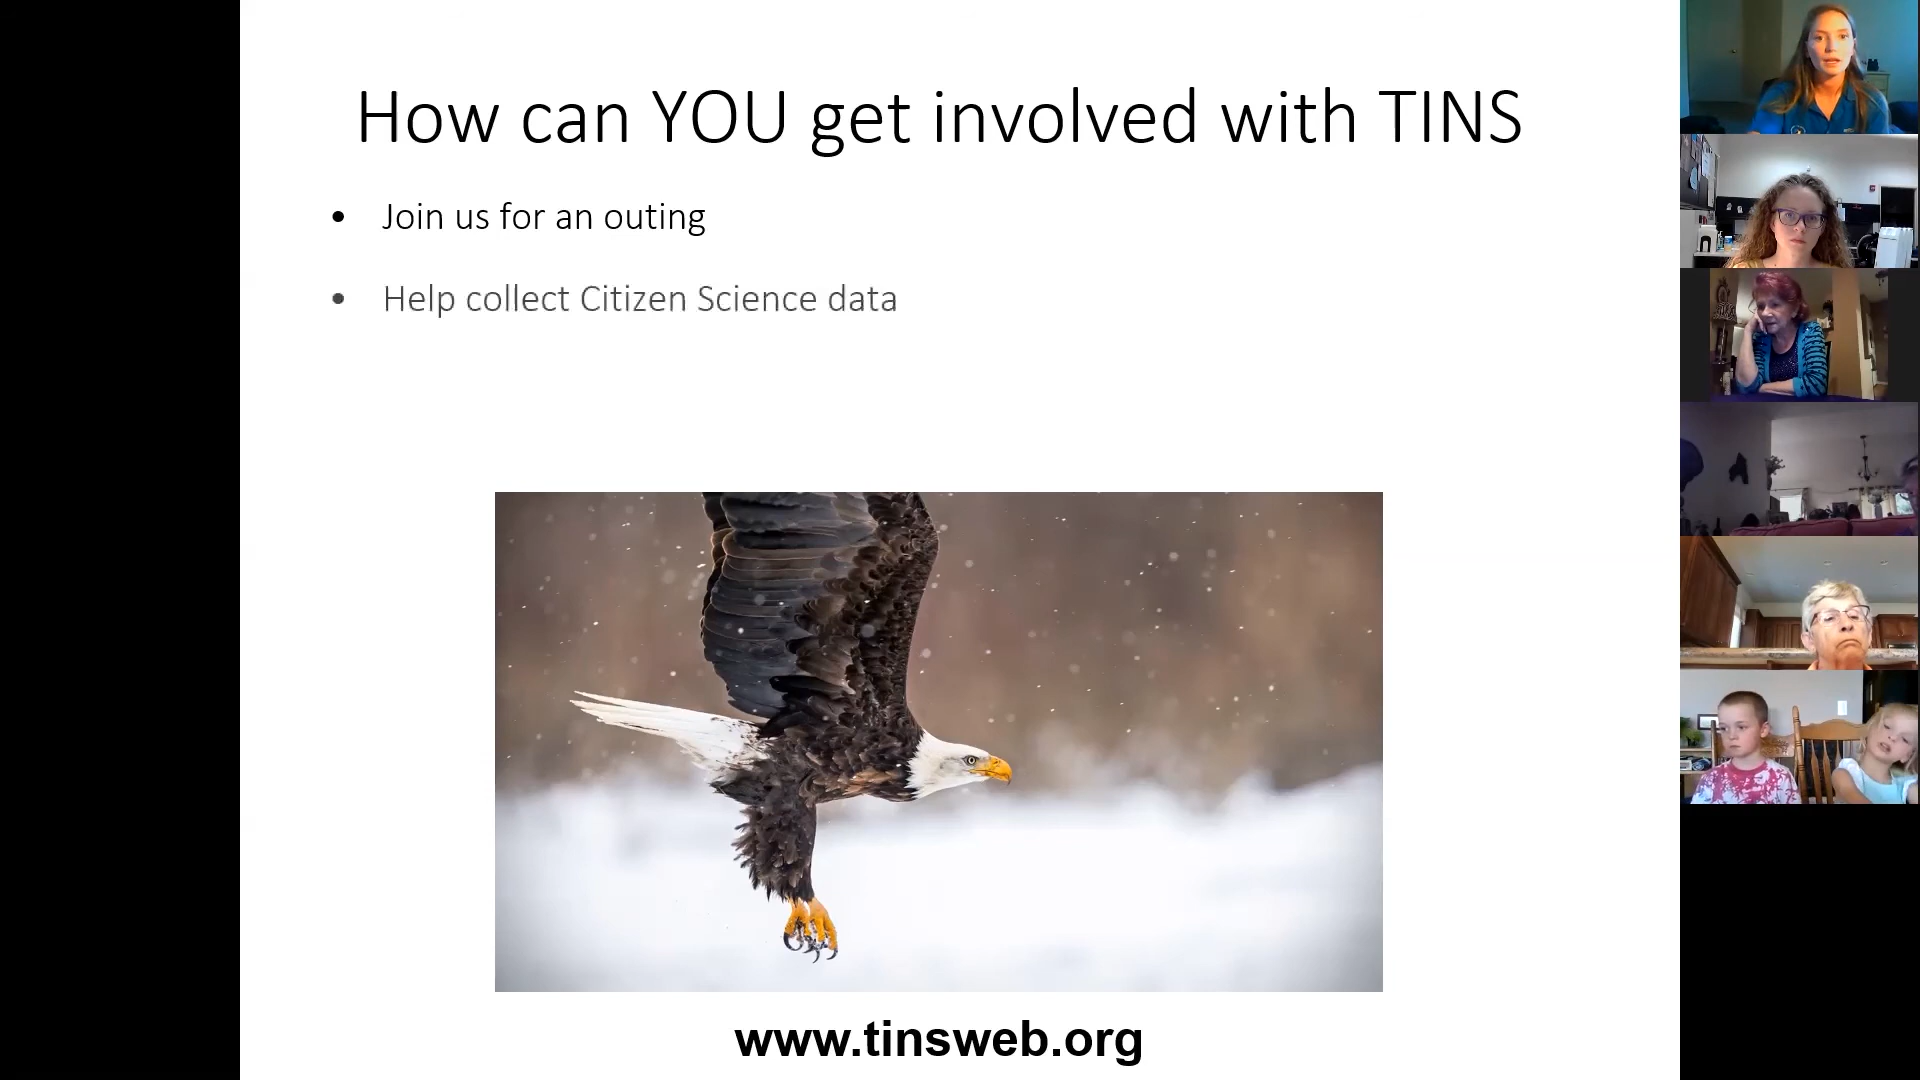 How can YOU get involved with TINS
• Join us for an outing
• Help collect Citizen Science data
www.tinsweb.org